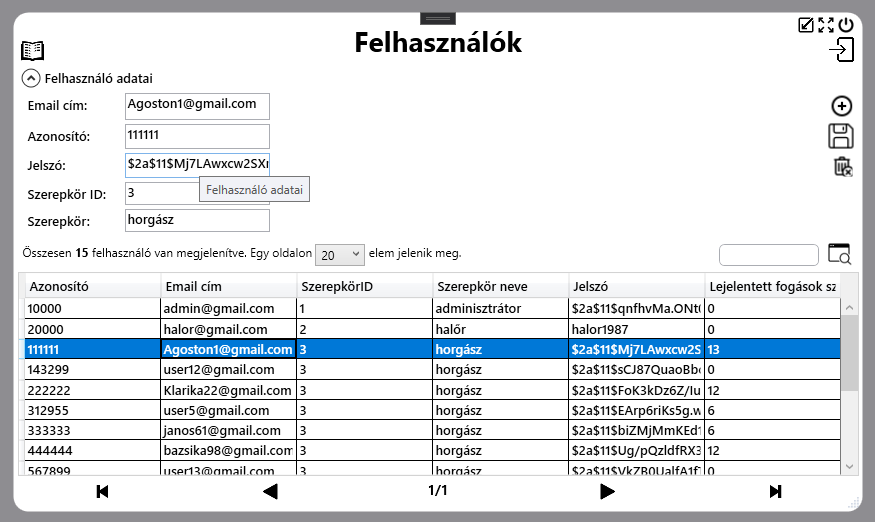 Felhasználók
Felhasználó adatai
Email cím: Agoston1@gmail.com
Azonosító: 111111
Jelszó: $2a$11$Mj7LAwxcw2SXr
Felhasználó adatai
Szerepkör ID: 3
Szerepkör: horgász
Összesen 15 felhasználó van megjelenítve. Egy oldalon 20 elem jelenik meg.
Azonosító Email cím SzerepkörID Szerepkör neve Jelszó Lejelentett fogások sz
10000 admin@gmail.com 1 adminisztrátor $2a$11$qnfhvMa.ONt( 0
20000 halor@gmail.com 2 halőr halor1987 0
111111 Agoston1@gmail.com 3 horgász $2a$11$Mj7LAwxcw2S 13
143299 user12@gmail.com 3 horgász $2a$11$sCJ87QuaoBb 0
222222 Klarika22@gmail.com 3 horgász $2a$11$FoK3kDz6Z/Iu 12
312955 user5@gmail.com 3 horgász $2a$11$EArp6riKs5g.w 6
333333 janos61@gmail.com 3 horgász $2a$11$biZMjMmKEd1 6
444444 bazsika98@gmail.com 3 horgász $2a$11$Ug/pQzldfRX3 12
567899 user13@gmail.com 3 horgász $2a$11$VkZB0UalfA1f 0
1/1